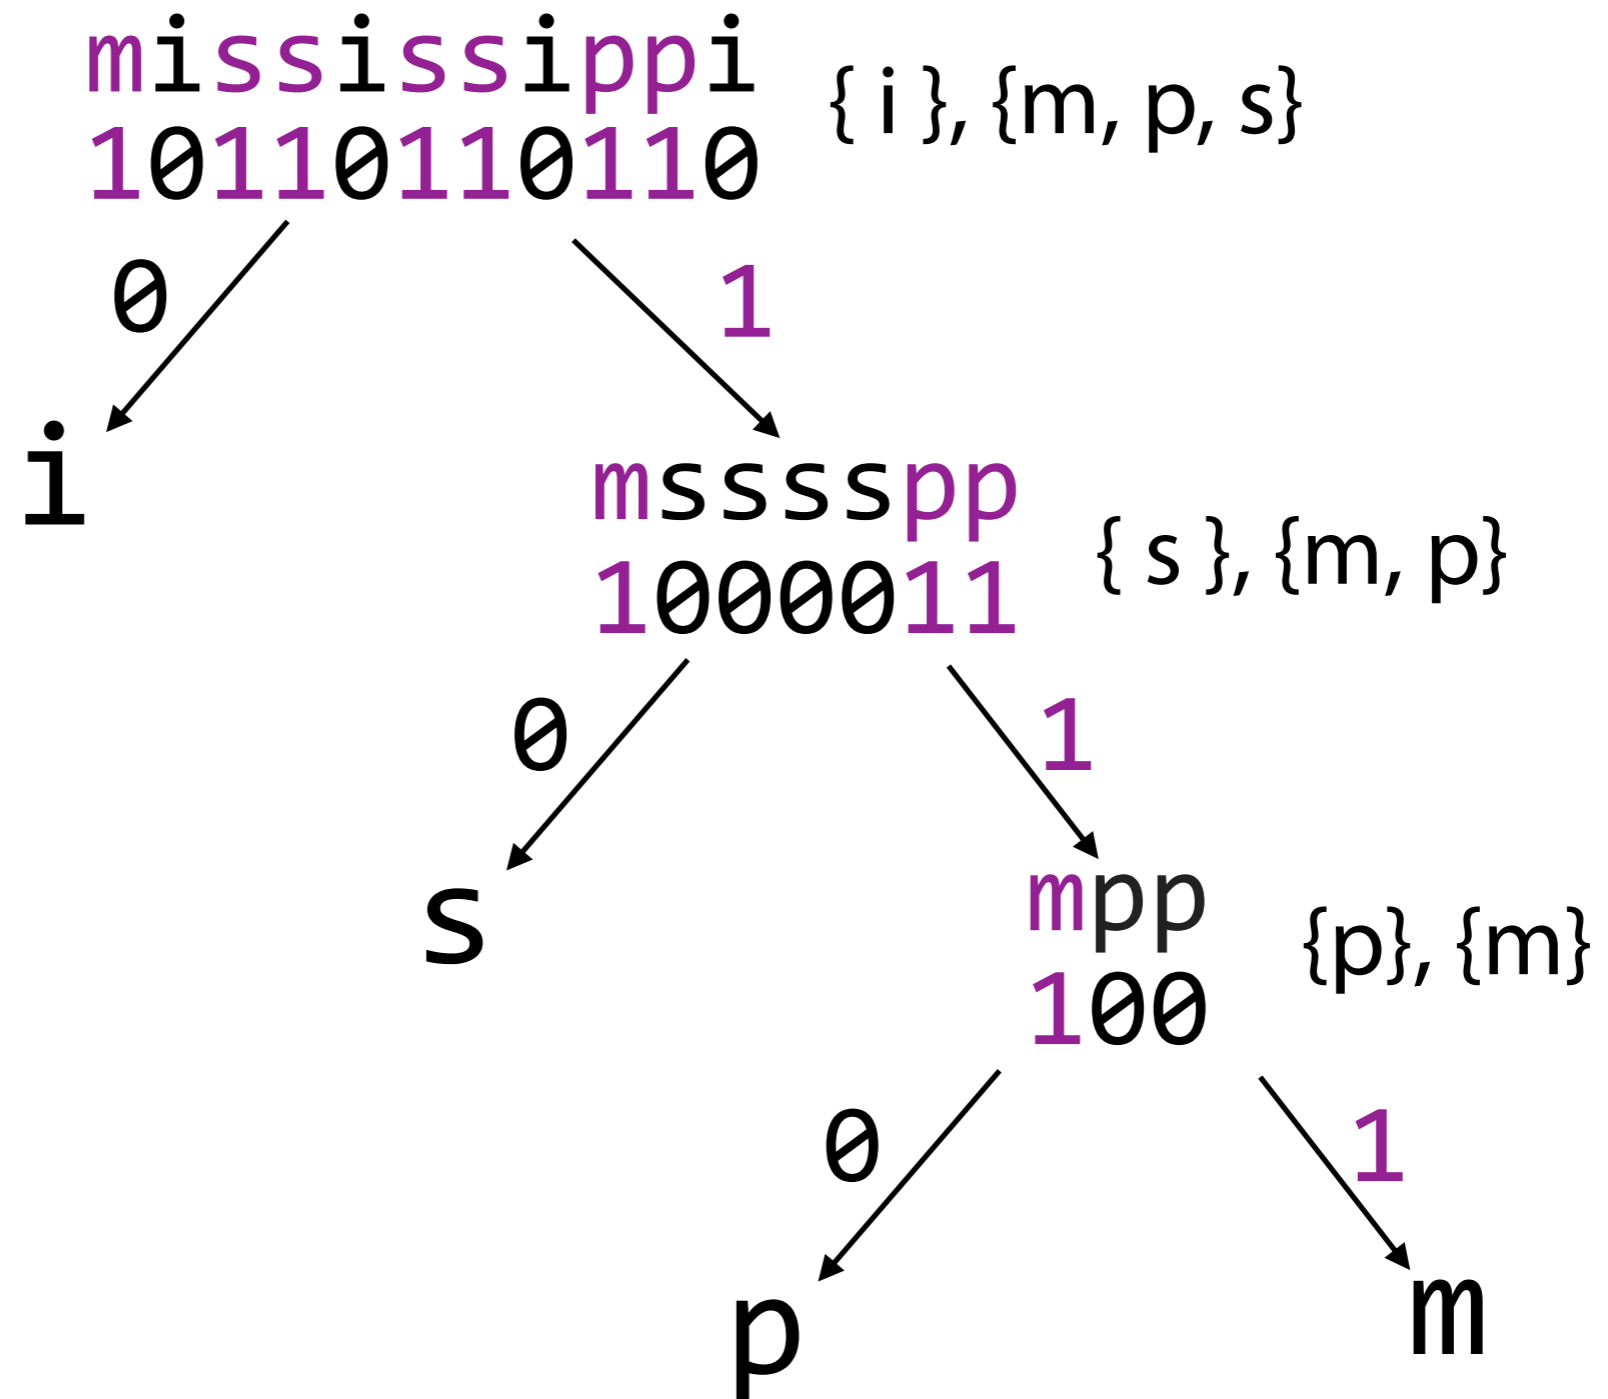 mississippi
{ i }, {m, p, s}
10110110110
0
1
i
msssspp
{ s }, {m, p}
1000011
0
1
s
mpp
{p}, {m}
100
0
1
p
m